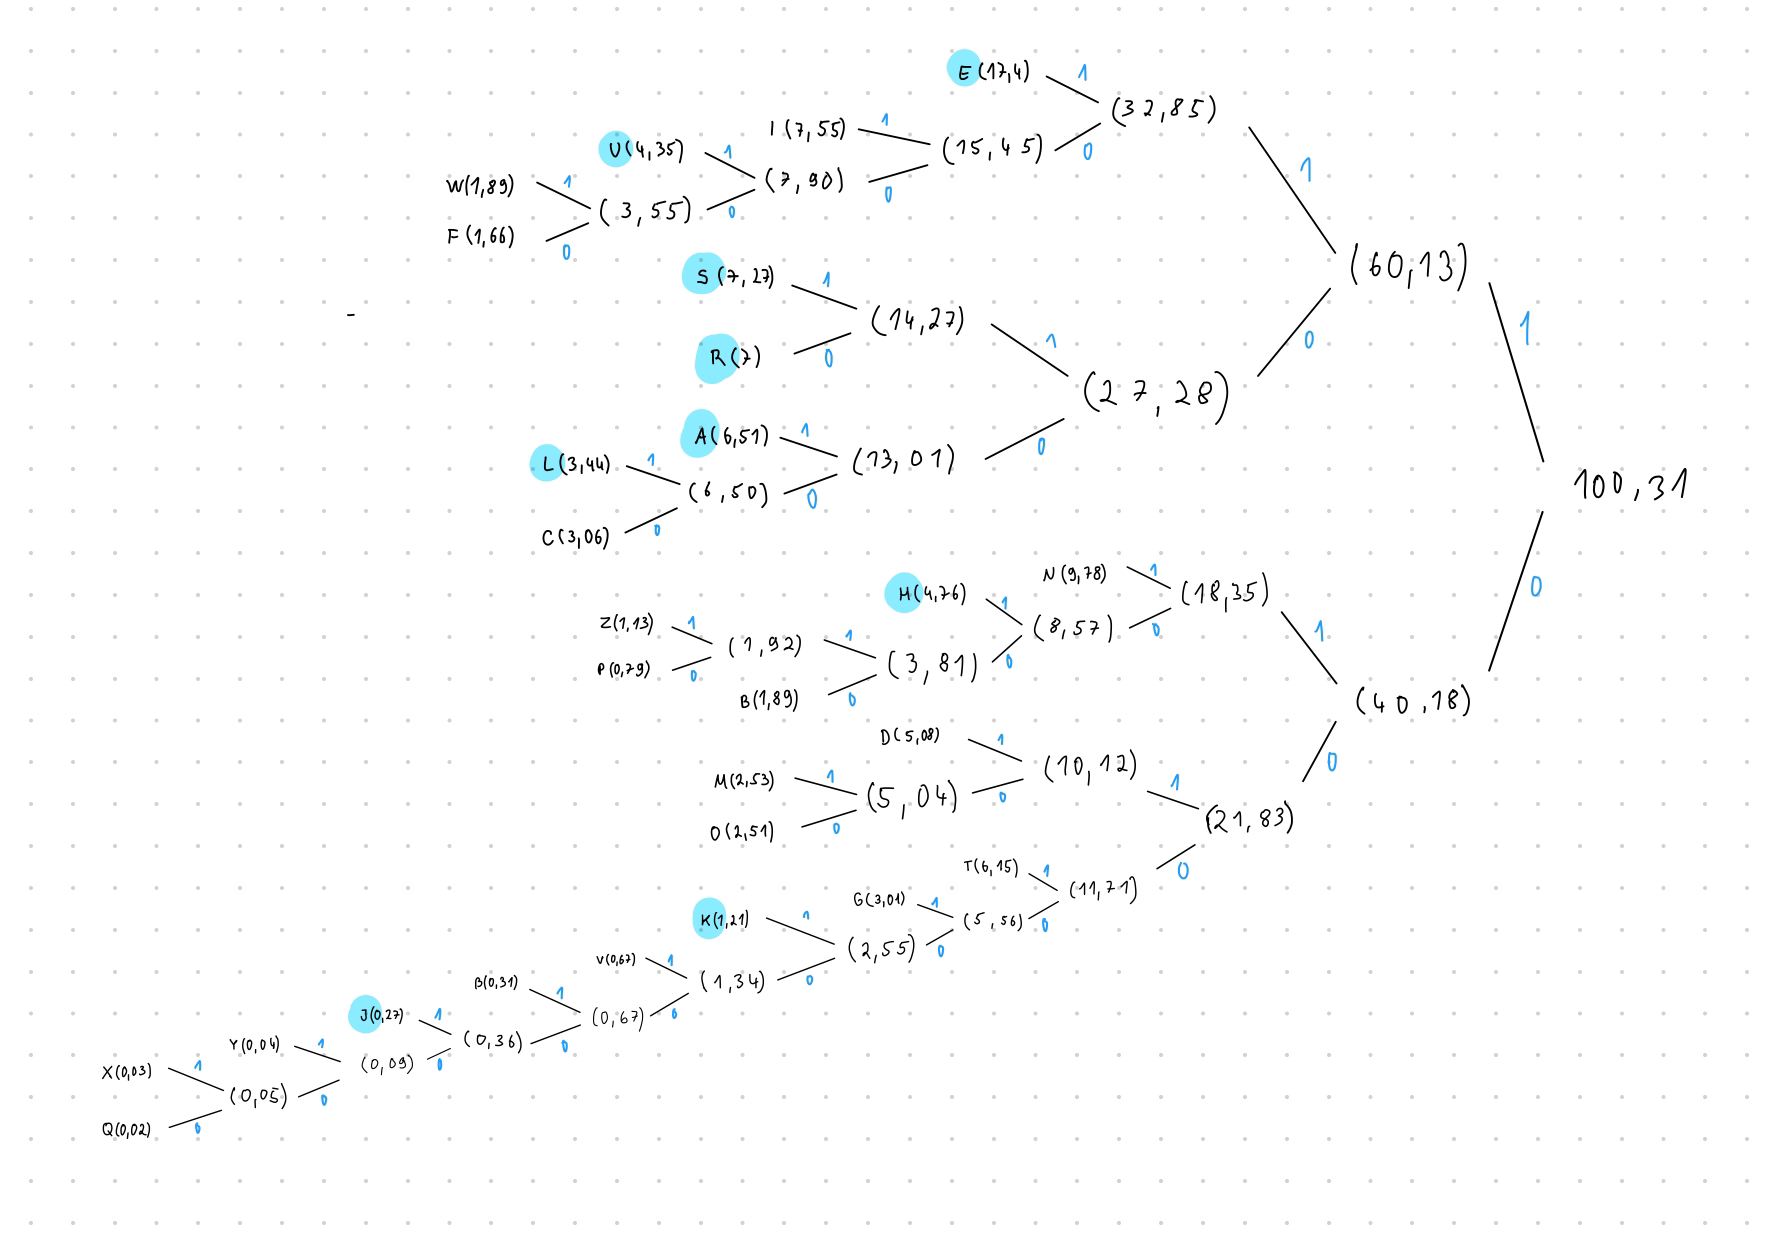 E(17,4) 1
(32,85)
I(7,55) 1
(15,45) 0
U(4,35) 1
(7,90) 0
1
W(1,89) 1
(3,55) 0
F(1,66) 0
(60,13)
S(7,27) 1
(14,27) 1
R(7) 0
0
1
(27,28)
A(6,51) 1
(13,01) 0
L(3,44) 1
(6,50) 0
C(3,06) 0
100,31
N(9,78) 1
(18,35)
H(4,76) 1
(8,57) 0
0
Z(1,13) 1
(1,92) 1
1
P(0,79) 0
(3,81) 0
B(1,89) 0
(40,18)
D(5,08) 1
(10,12) 1
0
M(2,53) 1
(5,04) 0
O(2,51) 0
(21,83)
T(6,15) 1
(11,71) 0
G(3,01) 1
(5,56) 0
K(1,21) 1
(2,55) 0
V(0,67) 1
(1,34) 0
ß(0,31) 1
(0,67) 0
J(0,27) 1
(0,36) 0
Y(0,04) 1
(0,09) 0
X(0,03) 1
(0,05) 0
Q(0,02) 0